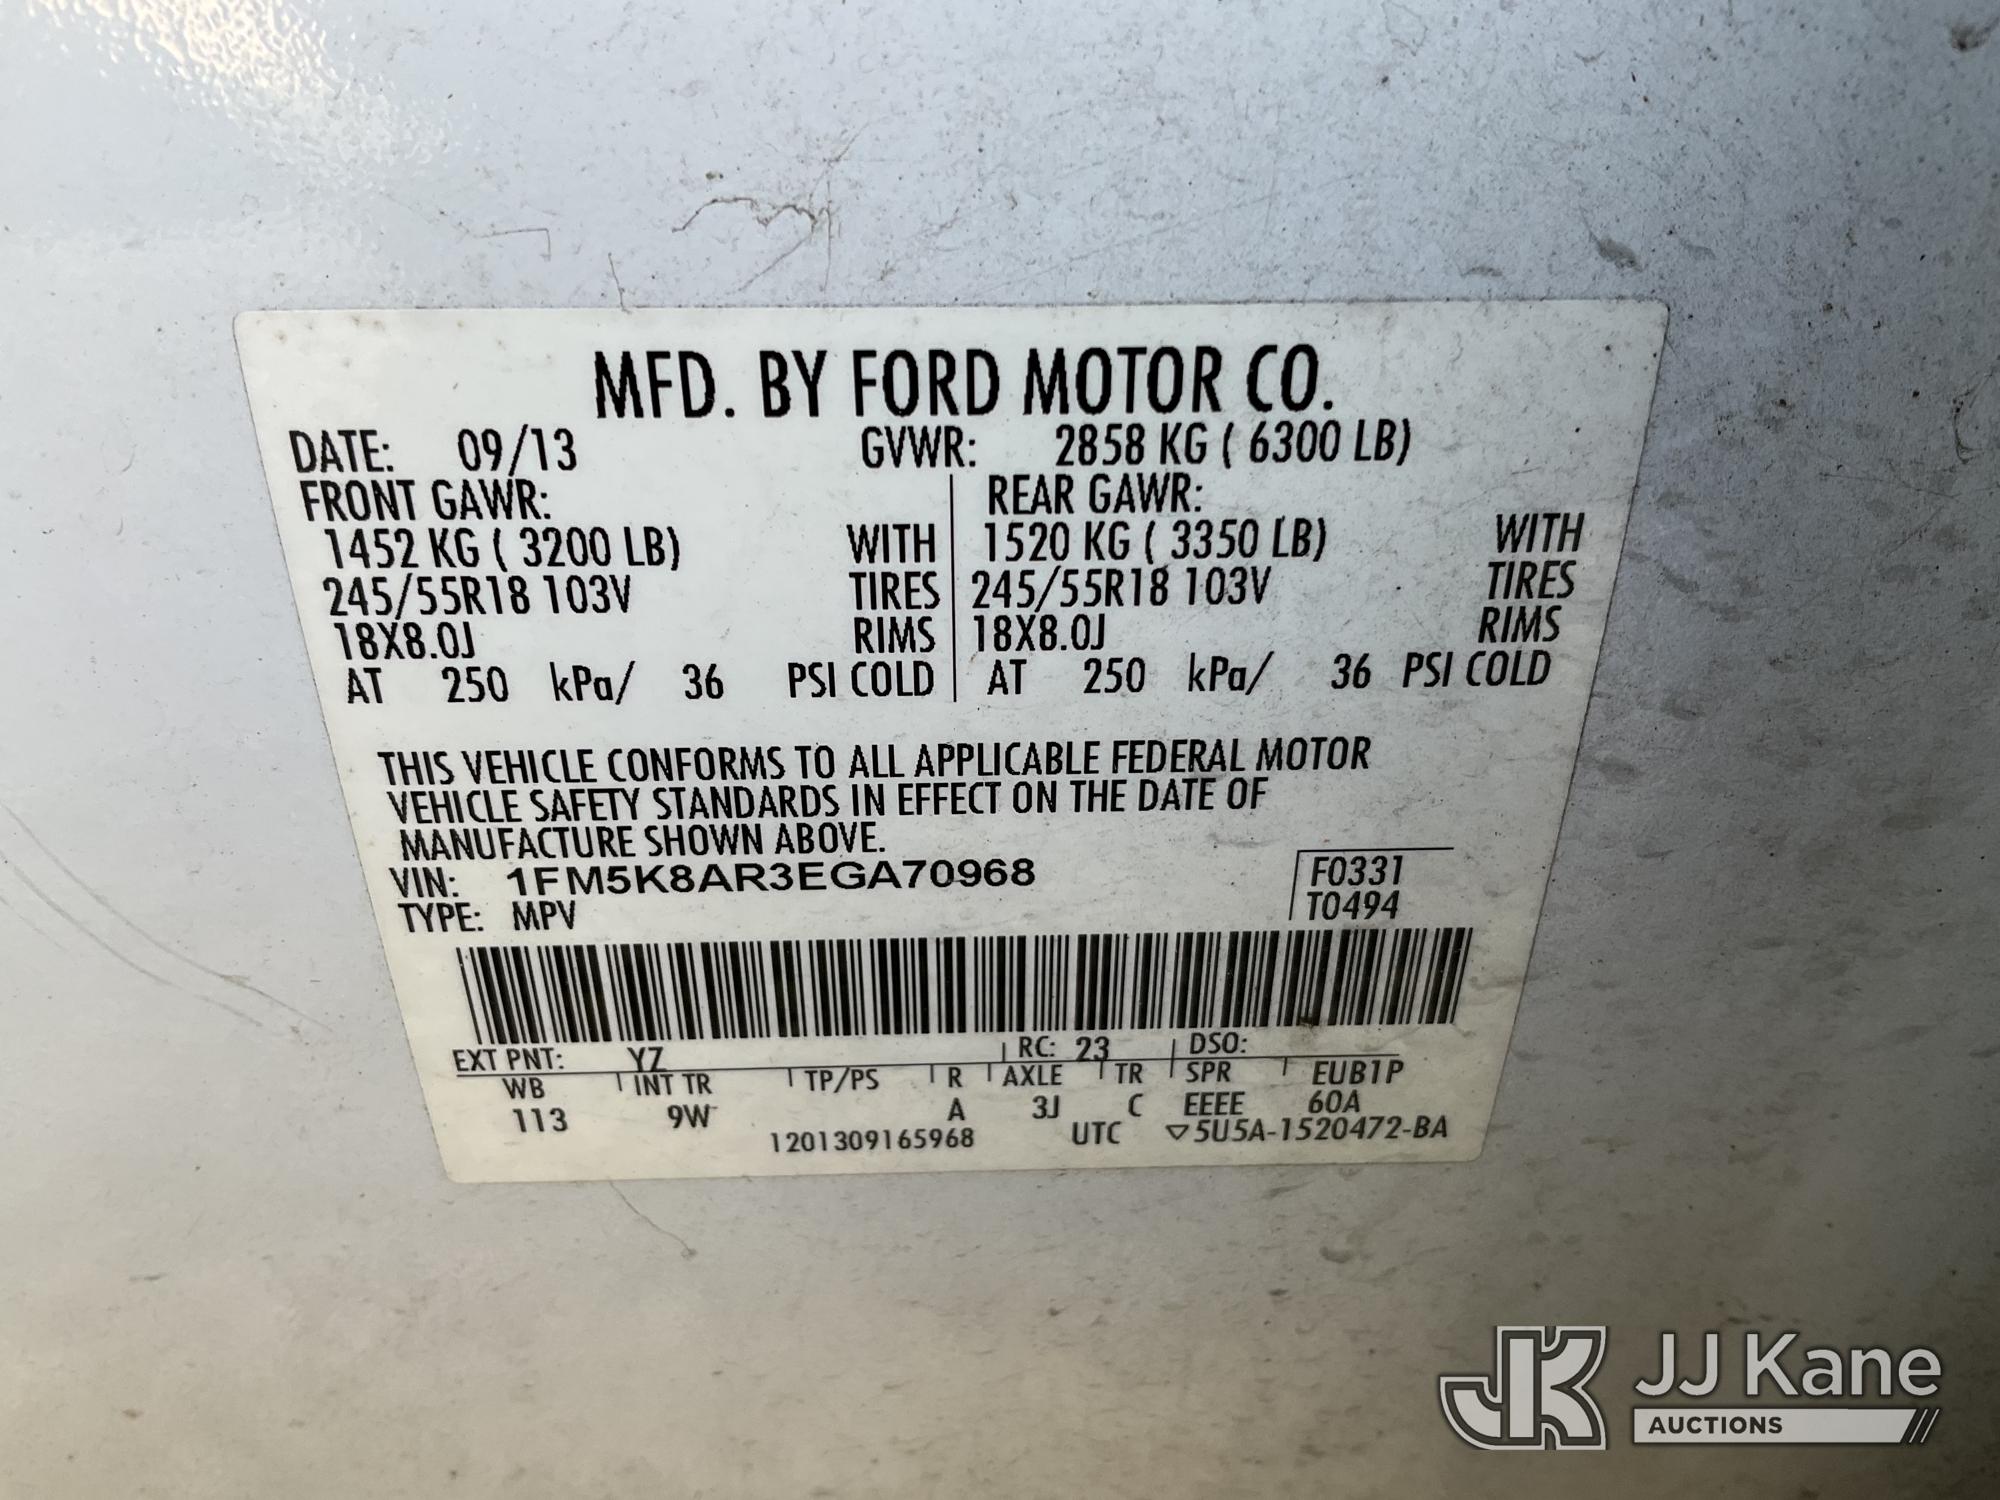 MFD. BY FORD MOTOR CO.
DATE: 09/13 GVWR: 2858 KG ( 6300 LB)
FRONT GAWR: REAR GAWR:
1452 KG ( 3200 LB) WITH 1520 KG ( 3350 LB) WITH
245/55R18 103V TIRES 245/55R18 103V TIRES
18X8.0J RIMS 18X8.0J RIMS
AT 250 kPa/ 36 PSI COLD AT 250 kPa/ 36 PSI COLD
THIS VEHICLE CONFORMS TO ALL APPLICABLE FEDERAL MOTOR
VEHICLE SAFETY STANDARDS IN EFFECT ON THE DATE OF
MANUFACTURE SHOWN ABOVE.
VIN: 1FM5K8AR3EGA70968 F0331
TYPE: MPV T0494
EXT PNT: YZ RC: 23 DSO:
WB INT TR TP/PS R AXLE TR SPR EUB1P
113 9W A 3J C EEEE 60A
1201309165968 UTC ▽5U5A-1520472-BA
JK JJ Kane
AUCTIONS